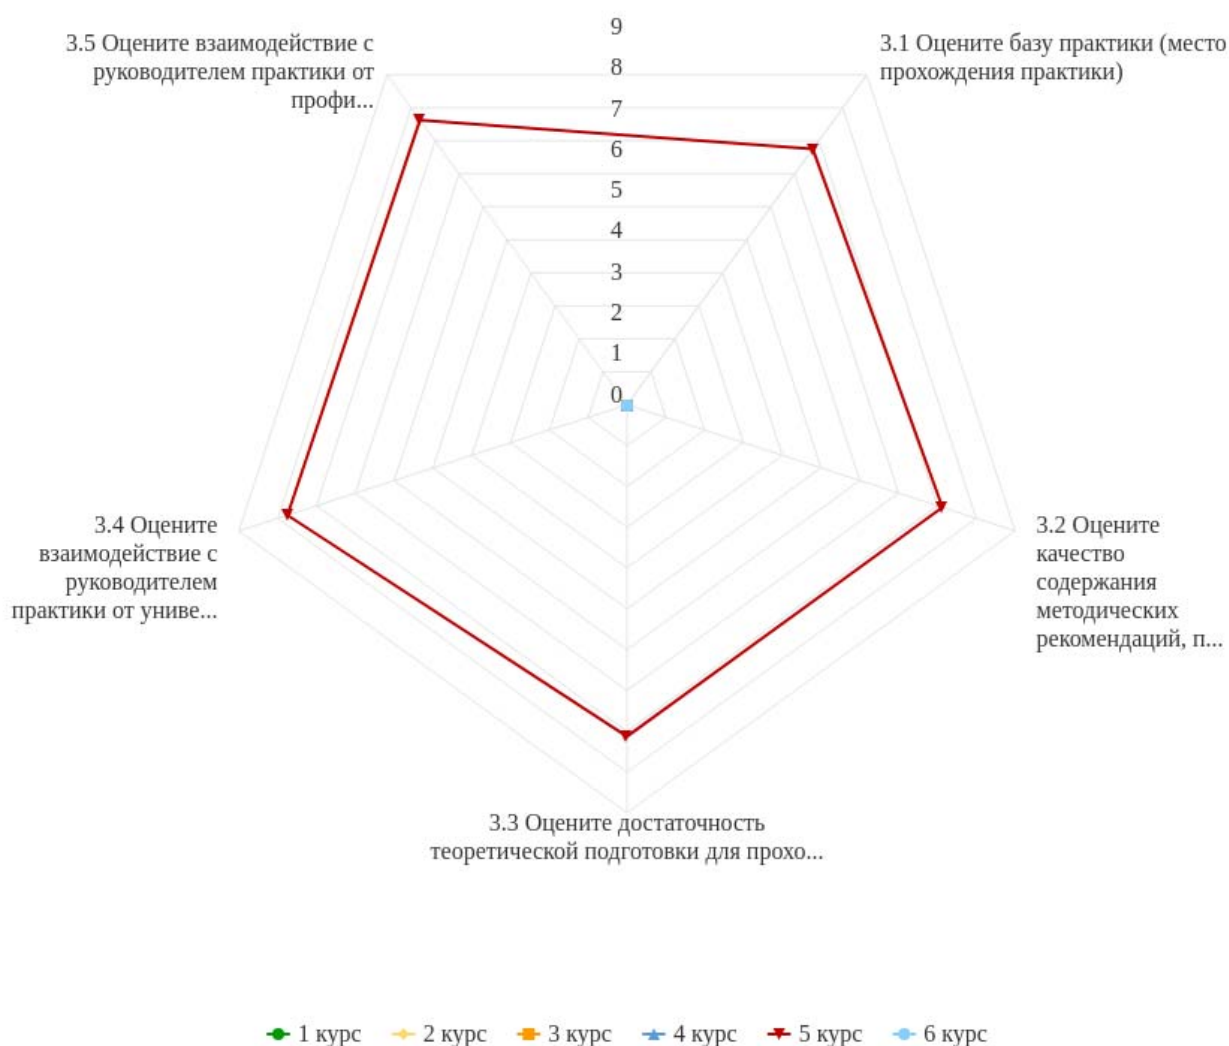 9
3.5 Оцените взаимодействие с
руководителем практики от
профи...
3.1 Оцените базу практики (место
прохождения практики)
8
7
6
5
4
3
2
1
0
3.4 Оцените
взаимодействие с
руководителем
практики от униве...
3.2 Оцените
качество
содержания
методических
рекомендаций, п...
3.3 Оцените достаточность
теоретической подготовки для прохо...
1 курс 2 курс 3 курс 4 курс 5 курс 6 курс